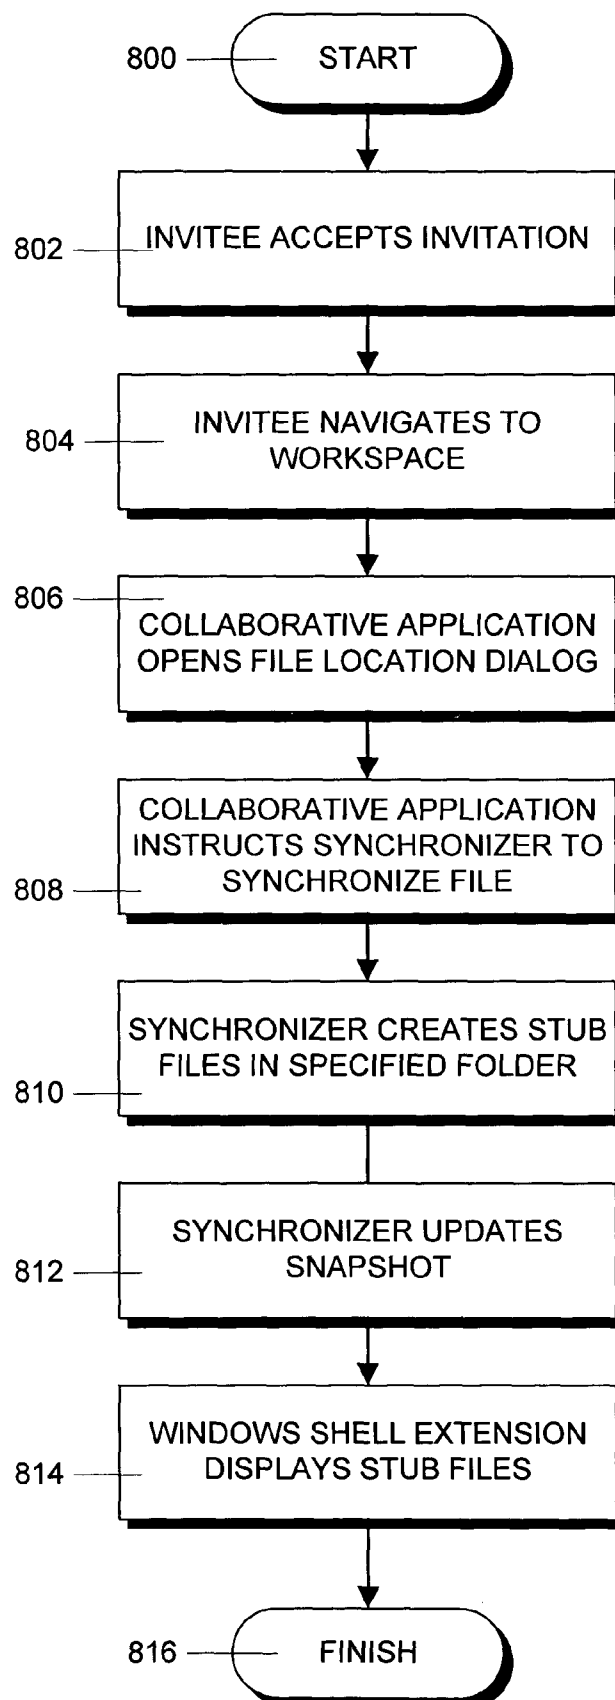 800
START
802
INVITEE ACCEPTS INVITATION
804
INVITEE NAVIGATES TO
WORKSPACE
806
COLLABORATIVE APPLICATION
OPENS FILE LOCATION DIALOG
808
COLLABORATIVE APPLICATION
INSTRUCTS SYNCHRONIZER TO
SYNCHRONIZE FILE
810
SYNCHRONIZER CREATES STUB
FILES IN SPECIFIED FOLDER
812
SYNCHRONIZER UPDATES
SNAPSHOT
814
WINDOWS SHELL EXTENSION
DISPLAYS STUB FILES
816
FINISH